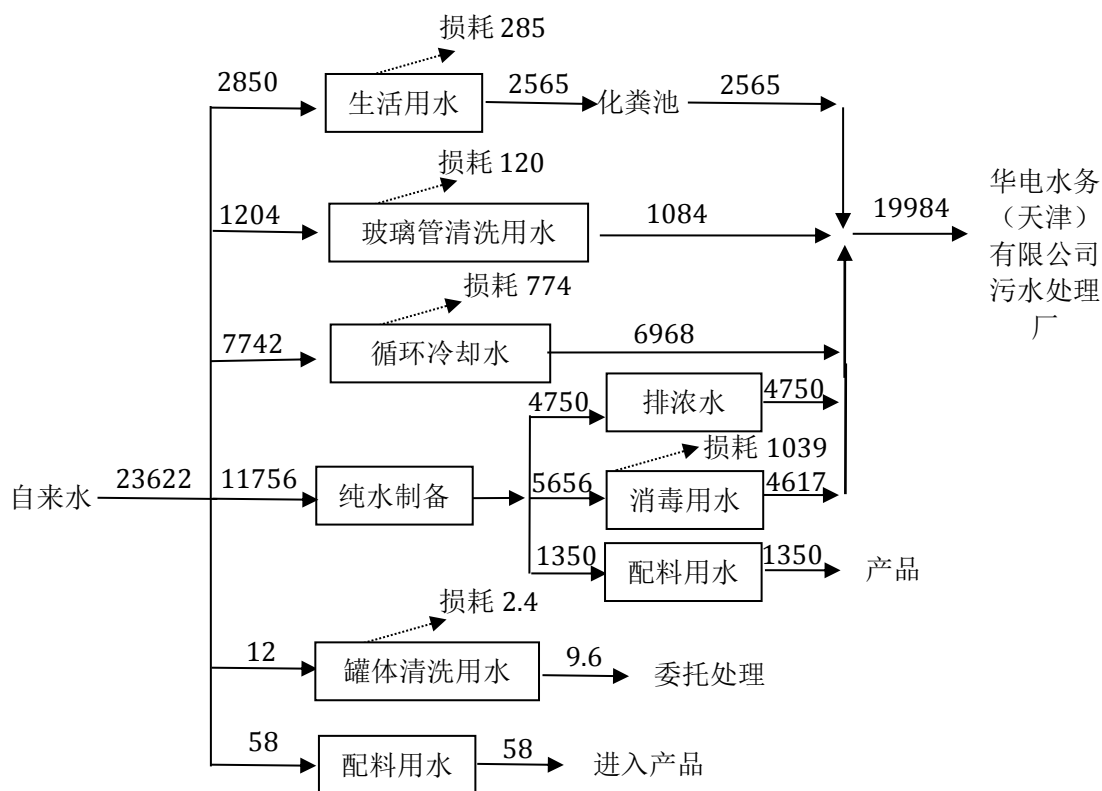 损耗 285
2850
生活用水
2565
化粪池
2565
损耗 120
1204
玻璃管清洗用水
1084
19984
华电水务
（天津）
有限公司
污水处理
厂
损耗 774
7742
循环冷却水
6968
4750
排浓水
4750
损耗 1039
自来水
23622
11756
纯水制备
5656
消毒用水
4617
1350
配料用水
1350
产品
损耗 2.4
12
罐体清洗用水
9.6
委托处理
58
配料用水
58
进入产品